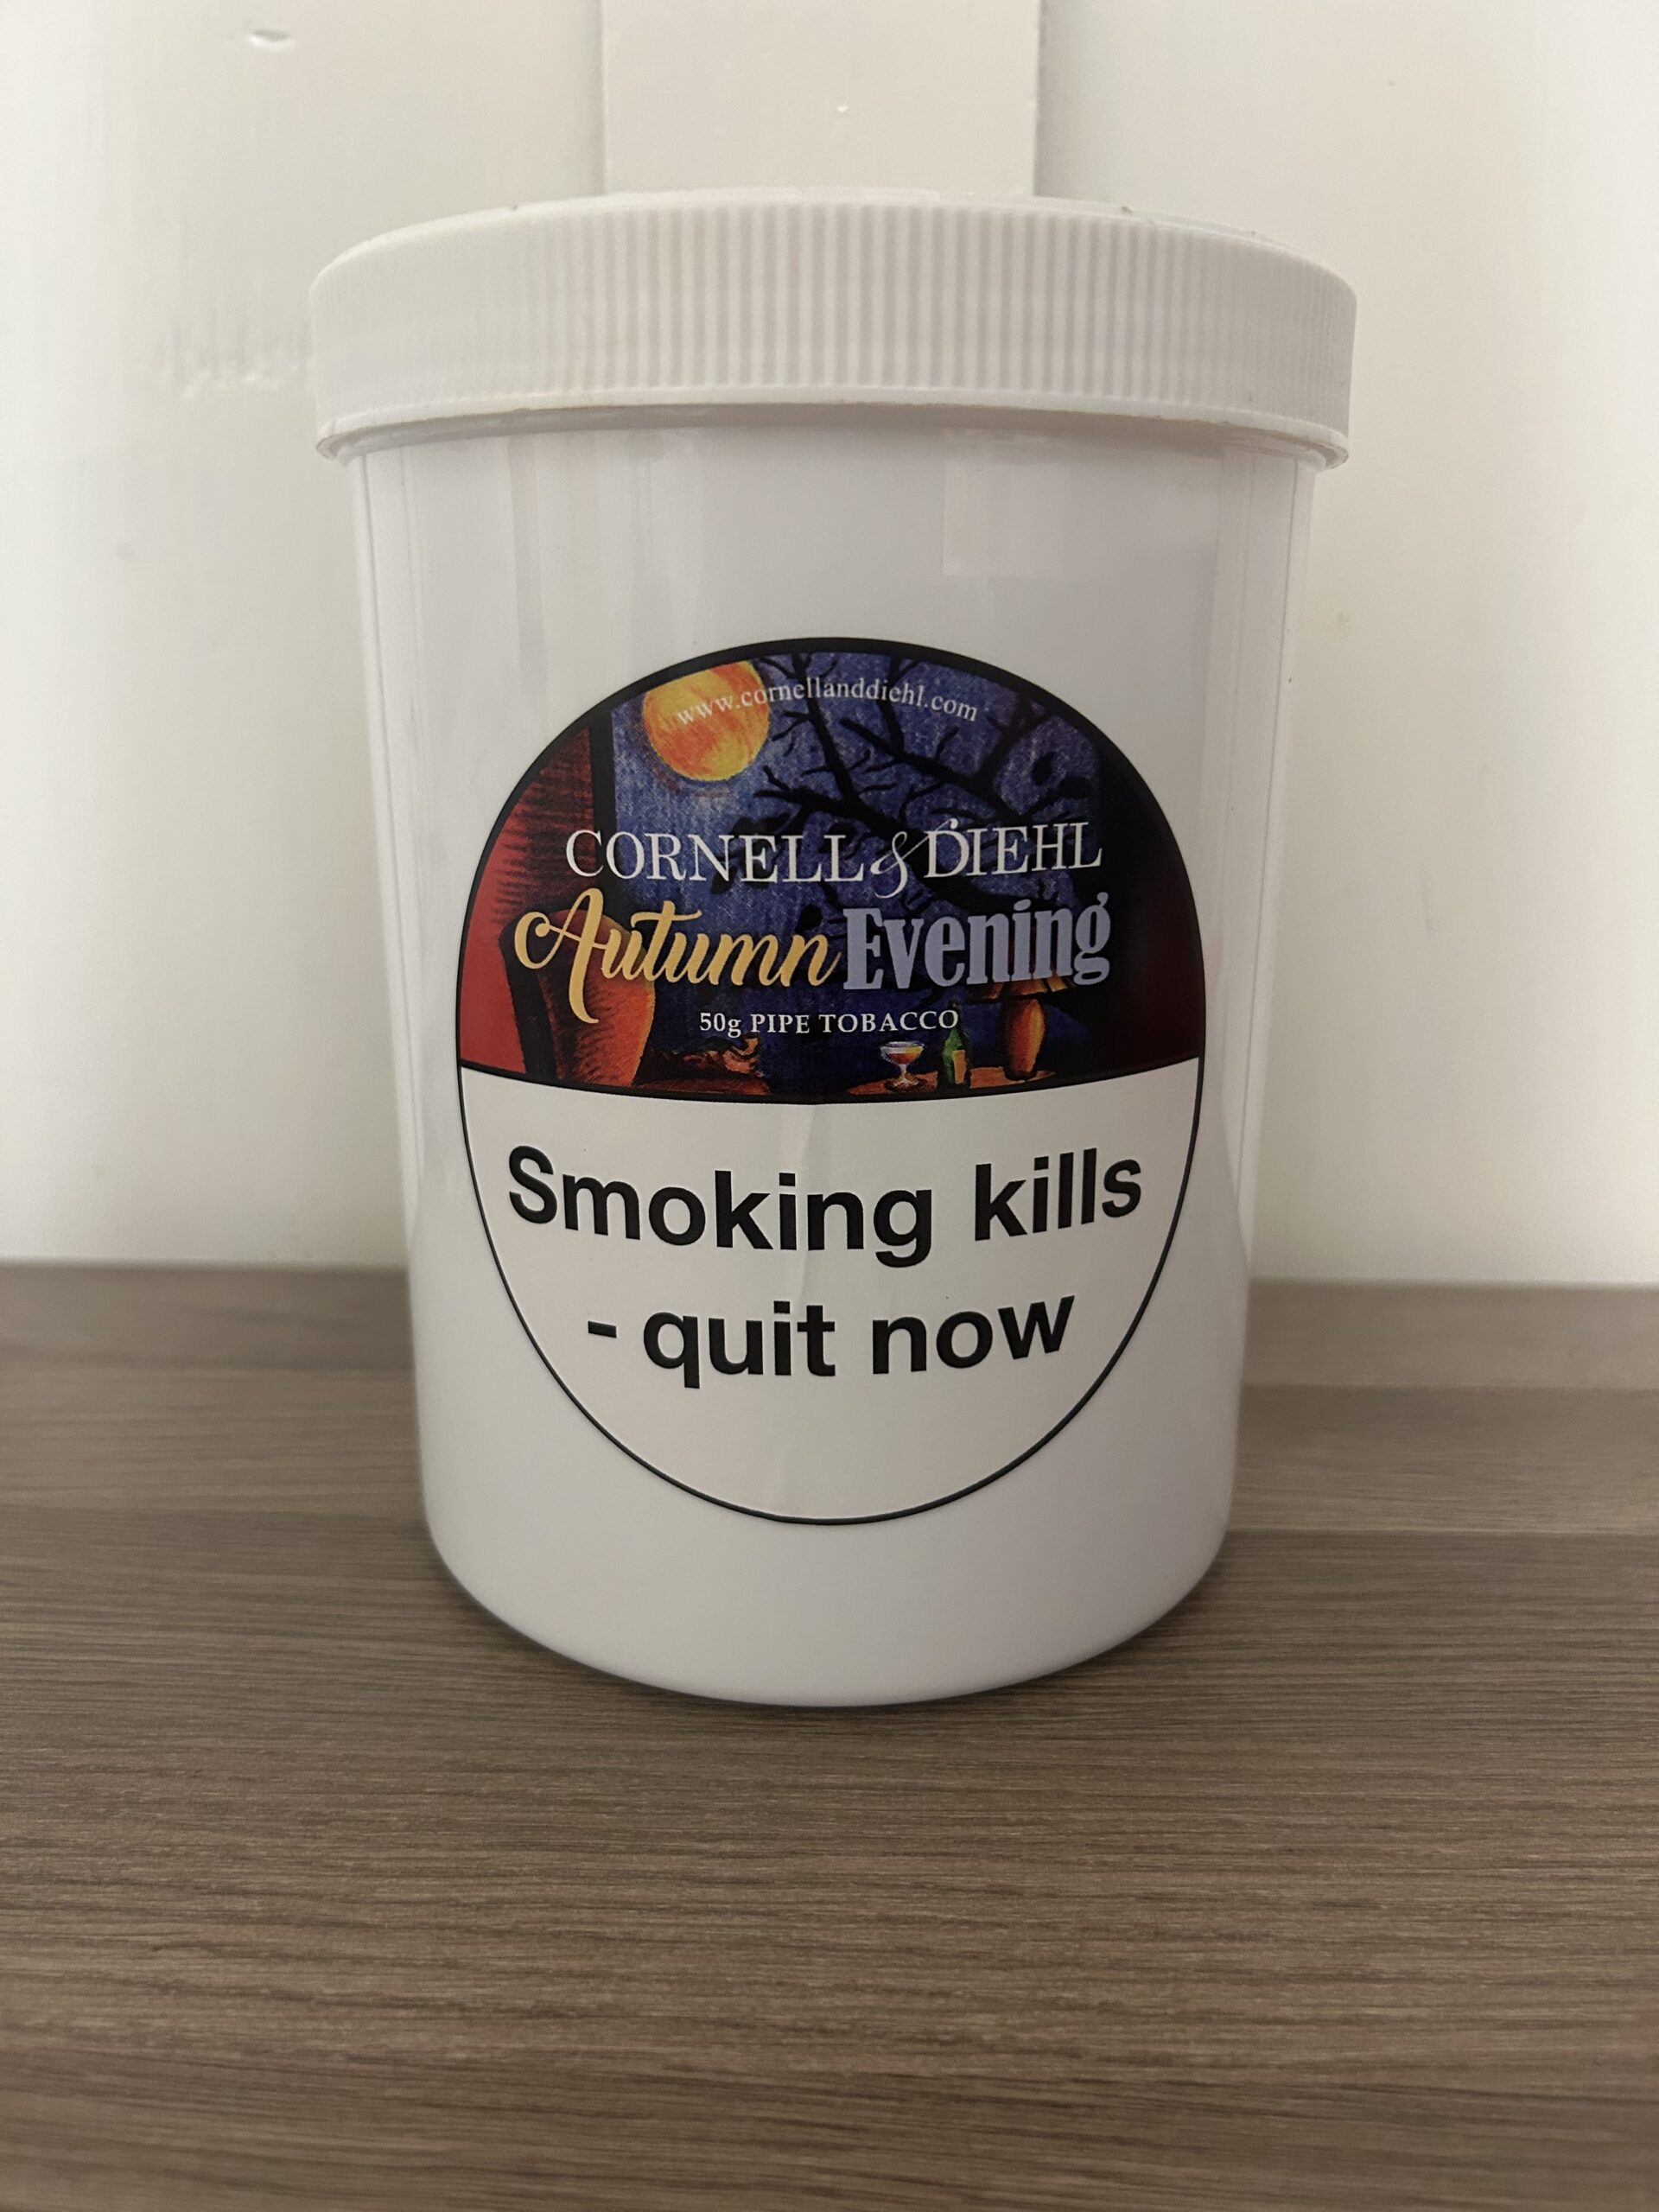 www.cornellanddiehl.com
CORNELL & DIEHL
Autumn Evening
50g PIPE TOBACCO
Smoking kills
- quit now